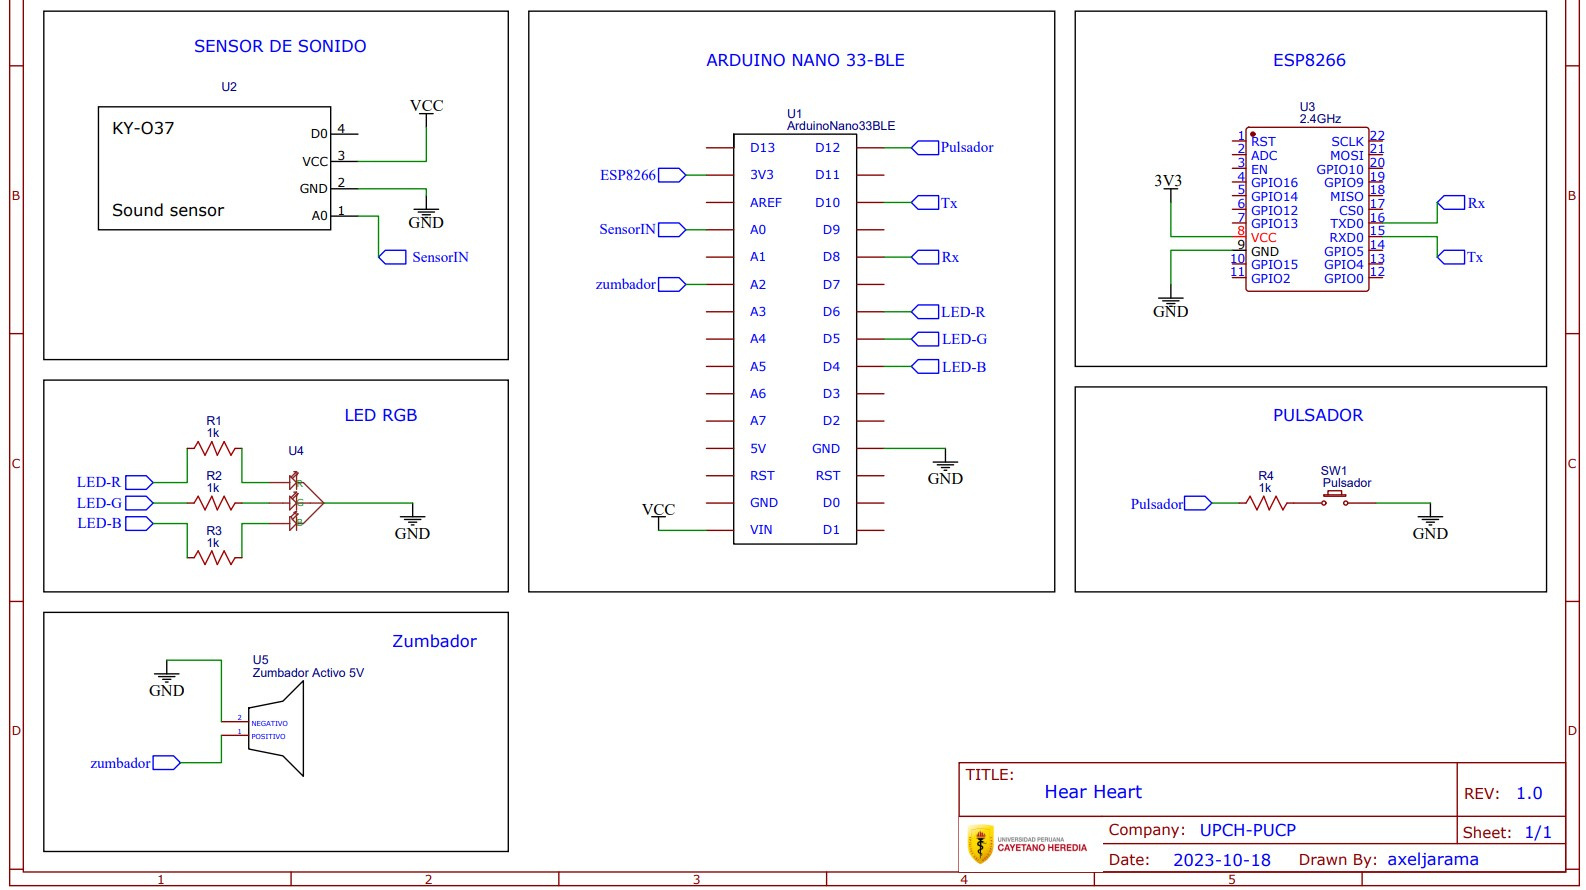 SENSOR DE SONIDO
U2
KY-O37
Sound sensor
D0 4
VCC 3
GND 2
A0 1
VCC
GND
SensorIN
ARDUINO NANO 33-BLE
U1
ArduinoNano33BLE
D13 D12
3V3 D11
AREF D10
A0 D9
A1 D8
A2 D7
A3 D6
A4 D5
A5 D4
A6 D3
A7 D2
5V GND
RST RST
GND D0
VIN D1
ESP8266
SensorIN
zumbador
VCC
Pulsador
Tx
Rx
LED-R
LED-G
LED-B
GND
ESP8266
U3
2.4GHz
1 RST SCLK 22
2 ADC MOSI 21
3 EN GPIO10 20
4 GPIO16 GPIO9 19
5 GPIO14 MISO 18
6 GPIO12 CS0 17
7 GPIO13 TXD0 16
8 VCC RXD0 15
9 GND GPIO5 14
10 GPIO15 GPIO4 13
11 GPIO2 GPIO0 12
3V3
GND
Rx
Tx
LED RGB
R1
1k
R2
1k
R3
1k
U4
LED-R
LED-G
LED-B
R
G
B
GND
PULSADOR
Pulsador
R4
1k
SW1
Pulsador
GND
Zumbador
U5
Zumbador Activo 5V
GND
2 NEGATIVO
1 POSITIVO
zumbador
TITLE:
Hear Heart
REV: 1.0
UNIVERSIDAD PERUANA
CAYETANO HEREDIA
Company: UPCH-PUCP
Sheet: 1/1
Date: 2023-10-18 Drawn By: axeljarama
B
C
D
B
C
D
1 2 3 4 5